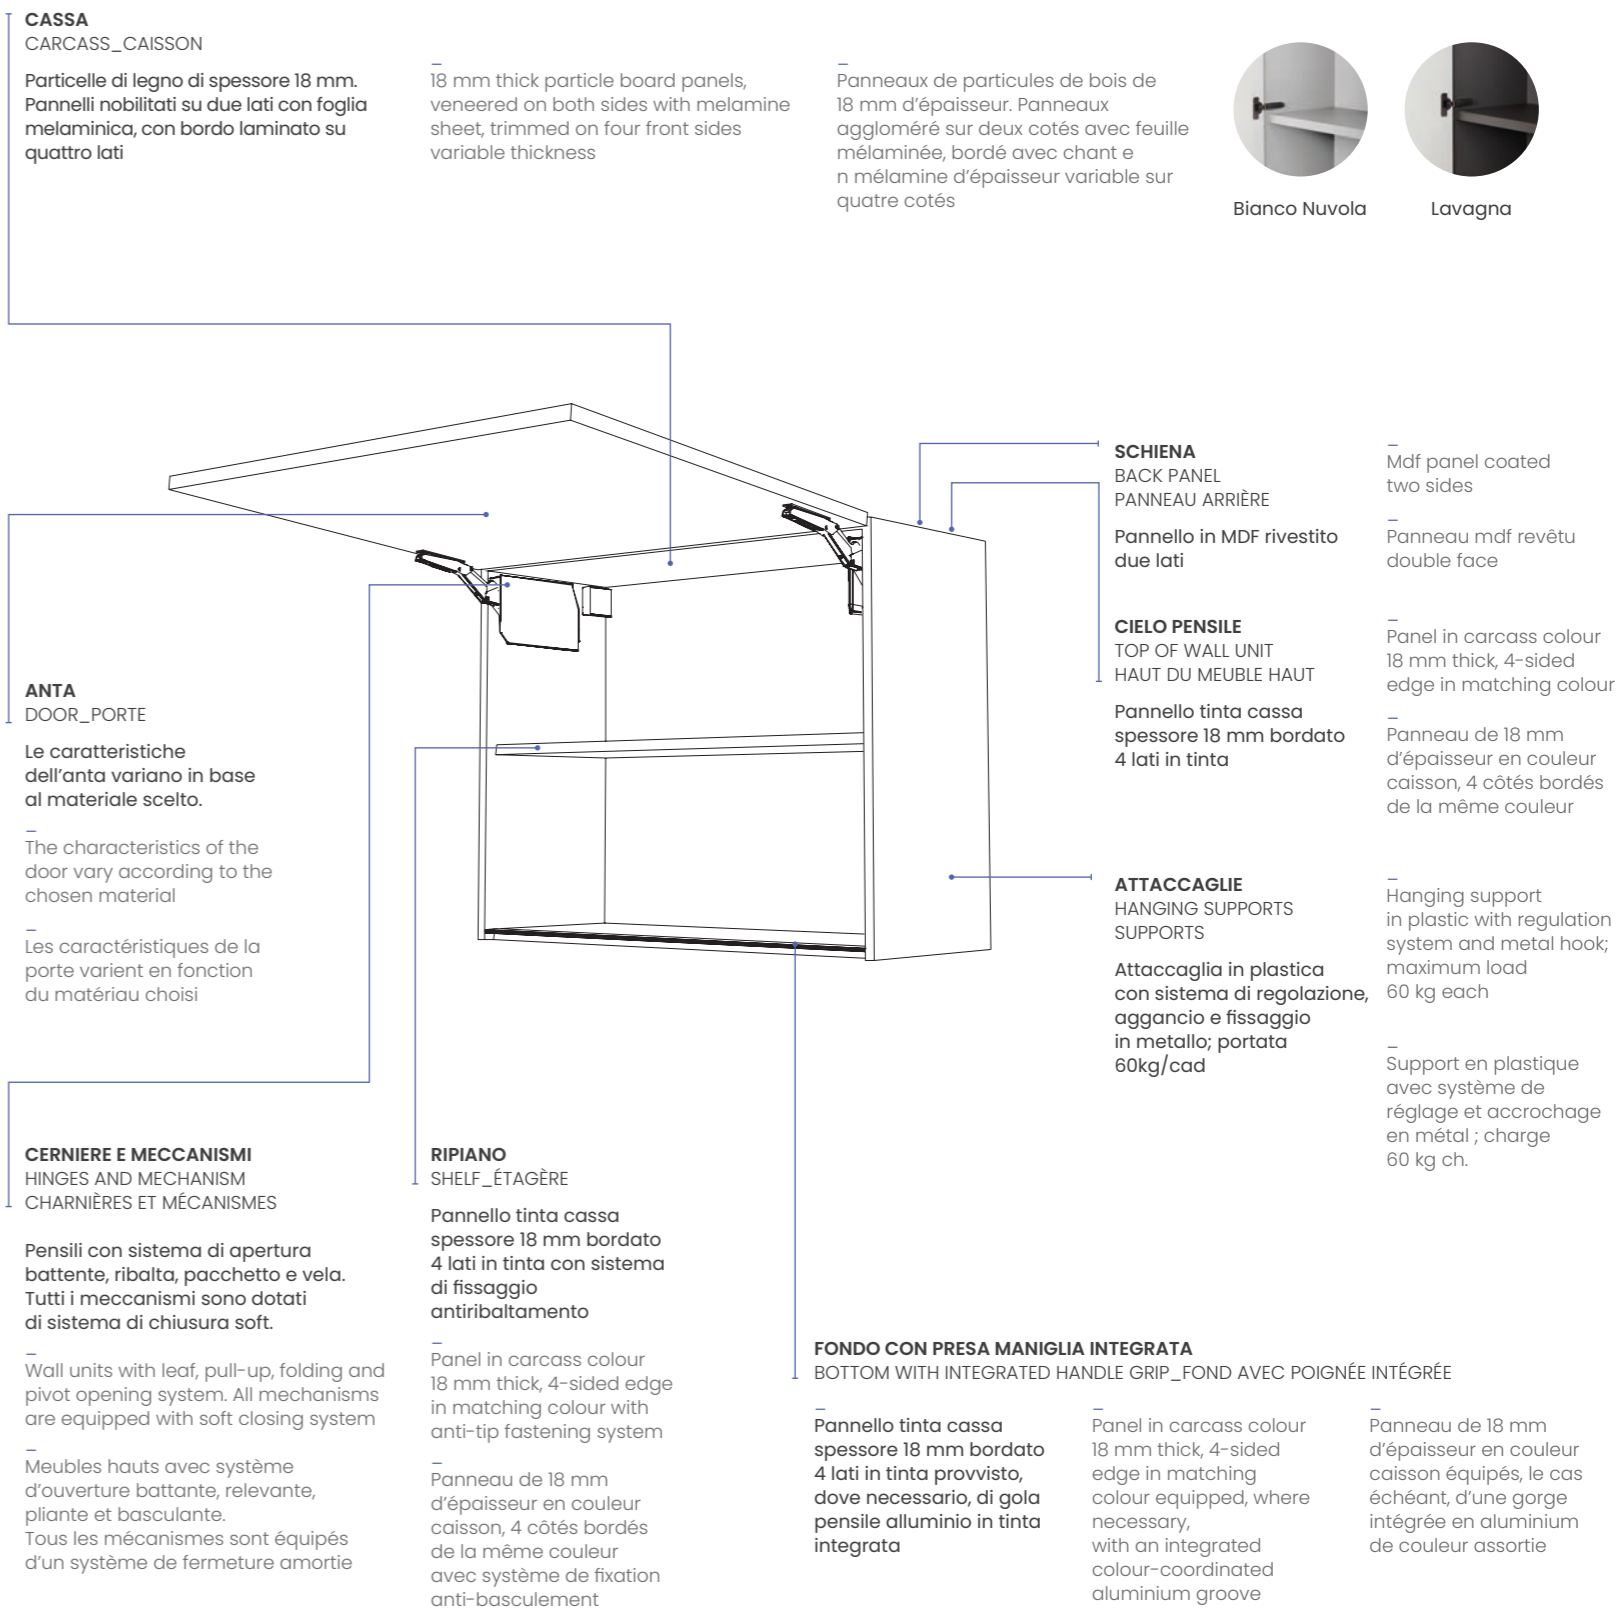 CASSA
CARCASS_CAISSON
Particelle di legno di spessore 18 mm.
Pannelli nobilitati su due lati con foglia
melaminica, con bordo laminato su
quattro lati
–
18 mm thick particle board panels,
veneered on both sides with melamine
sheet, trimmed on four front sides
variable thickness
–
Panneaux de particules de bois de
18 mm d’épaisseur. Panneaux
aggloméré sur deux cotés avec feuille
mélaminée, bordé avec chant e
n mélamine d’épaisseur variable sur
quatre cotés
Bianco Nuvola
Lavagna
SCHIENA
BACK PANEL
PANNEAU ARRIÈRE
Pannello in MDF rivestito
due lati
–
Mdf panel coated
two sides
–
Panneau mdf revêtu
double face
CIELO PENSILE
TOP OF WALL UNIT
HAUT DU MEUBLE HAUT
Pannello tinta cassa
spessore 18 mm bordato
4 lati in tinta
–
Panel in carcass colour
18 mm thick, 4-sided
edge in matching colour
–
Panneau de 18 mm
d’épaisseur en couleur
caisson, 4 côtés bordés
de la même couleur
ANTA
DOOR_PORTE
Le caratteristiche
dell’anta variano in base
al materiale scelto.
–
The characteristics of the
door vary according to the
chosen material
–
Les caractéristiques de la
porte varient en fonction
du matériau choisi
ATTACCAGLIE
HANGING SUPPORTS
SUPPORTS
Attaccaglia in plastica
con sistema di regolazione,
aggancio e fissaggio
in metallo; portata
60kg/cad
–
Hanging support
in plastic with regulation
system and metal hook;
maximum load
60 kg each
–
Support en plastique
avec système de
réglage et accrochage
en métal ; charge
60 kg ch.
CERNIERE E MECCANISMI
HINGES AND MECHANISM
CHARNIÈRES ET MÉCANISMES
Pensili con sistema di apertura
battente, ribalta, pacchetto e vela.
Tutti i meccanismi sono dotati
di sistema di chiusura soft.
–
Wall units with leaf, pull-up, folding and
pivot opening system. All mechanisms
are equipped with soft closing system
–
Meubles hauts avec système
d’ouverture battante, relevante,
pliante et basculante.
Tous les mécanismes sont équipés
d’un système de fermeture amortie
RIPIANO
SHELF_ÉTAGÈRE
Pannello tinta cassa
spessore 18 mm bordato
4 lati in tinta con sistema
di fissaggio
antiribaltamento
–
Panel in carcass colour
18 mm thick, 4-sided edge
in matching colour with
anti-tip fastening system
–
Panneau de 18 mm
d’épaisseur en couleur
caisson, 4 côtés bordés
de la même couleur
avec système de fixation
anti-basculement
FONDO CON PRESA MANIGLIA INTEGRATA
BOTTOM WITH INTEGRATED HANDLE GRIP_FOND AVEC POIGNÉE INTÉGRÉE
–
Pannello tinta cassa
spessore 18 mm bordato
4 lati in tinta provvisto,
dove necessario, di gola
pensile alluminio in tinta
integrata
–
Panel in carcass colour
18 mm thick, 4-sided
edge in matching
colour equipped, where
necessary,
with an integrated
colour-coordinated
aluminium groove
–
Panneau de 18 mm
d’épaisseur en couleur
caisson équipés, le cas
échéant, d’une gorge
intégrée en aluminium
de couleur assortie